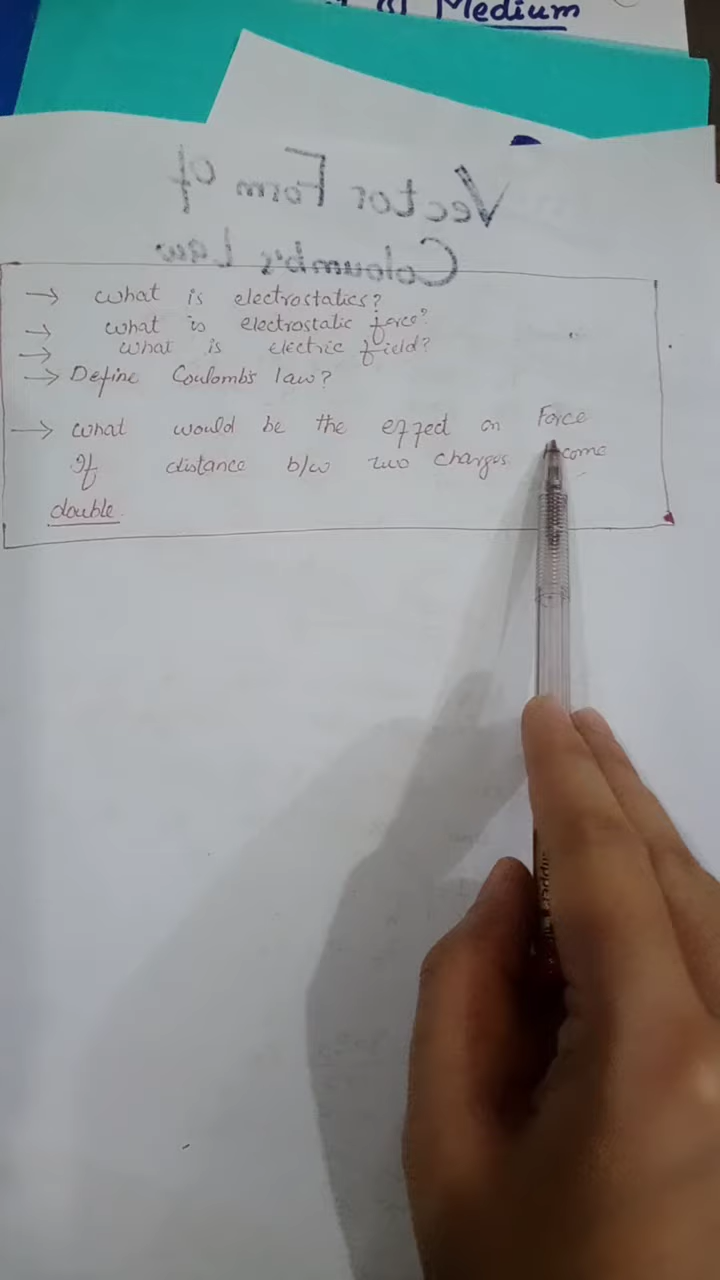 Medium
Vector Form of
Coloumb's Law
→ what is electrostatics?
→ what is electrostatic force?
→ what is electric field?
→ Define Coulomb's law?
→ what would be the effect on Force
If distance b/w two charges
double